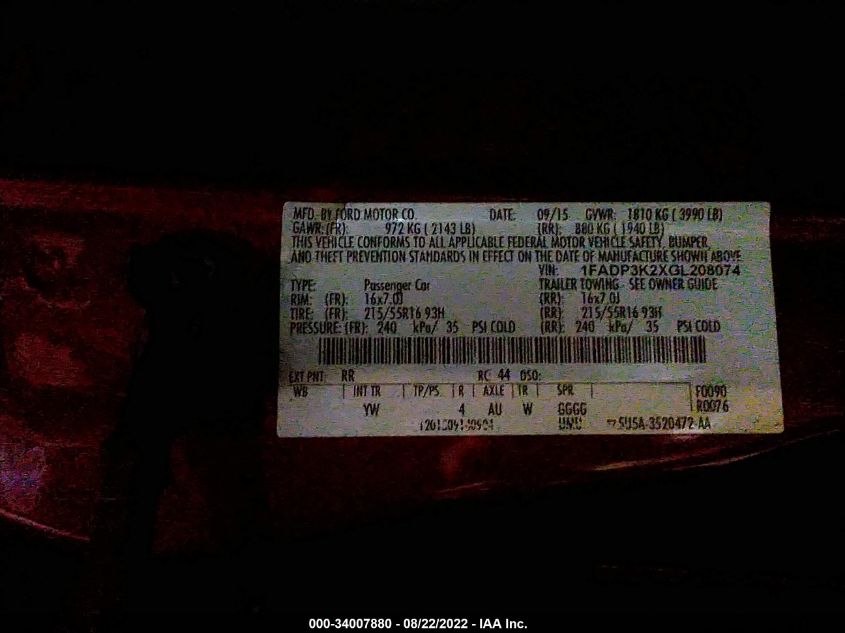 MFD. BY FORD MOTOR CO. DATE: 09/15 GVWR: 1810 KG ( 3990 LB)
GAWR: (FR): 972 KG ( 2143 LB) (RR): 880 KG ( 1940 LB)
THIS VEHICLE CONFORMS TO ALL APPLICABLE FEDERAL MOTOR VEHICLE SAFETY, BUMPER,
AND THEFT PREVENTION STANDARDS IN EFFECT ON THE DATE OF MANUFACTURE SHOWN ABOVE.
VIN: 1FADP3K2XGL208074
TYPE: Passenger Car TRAILER TOWING - SEE OWNER GUIDE
RIM: (FR): 16x7.0J (RR): 16x7.0J
TIRE: (FR): 215/55R16 93H (RR): 215/55R16 93H
PRESSURE: (FR): 240 kPa/ 35 PSI COLD (RR): 240 kPa/ 35 PSI COLD
EXT PNT: RR RC: 44 DSO:
WB INT TR TP/PS R AXLE TR SPR F0090
YW 4 AU W GGGG R0076
5U5A-3520472-AA
000-34007880 - 08/22/2022 - IAA Inc.